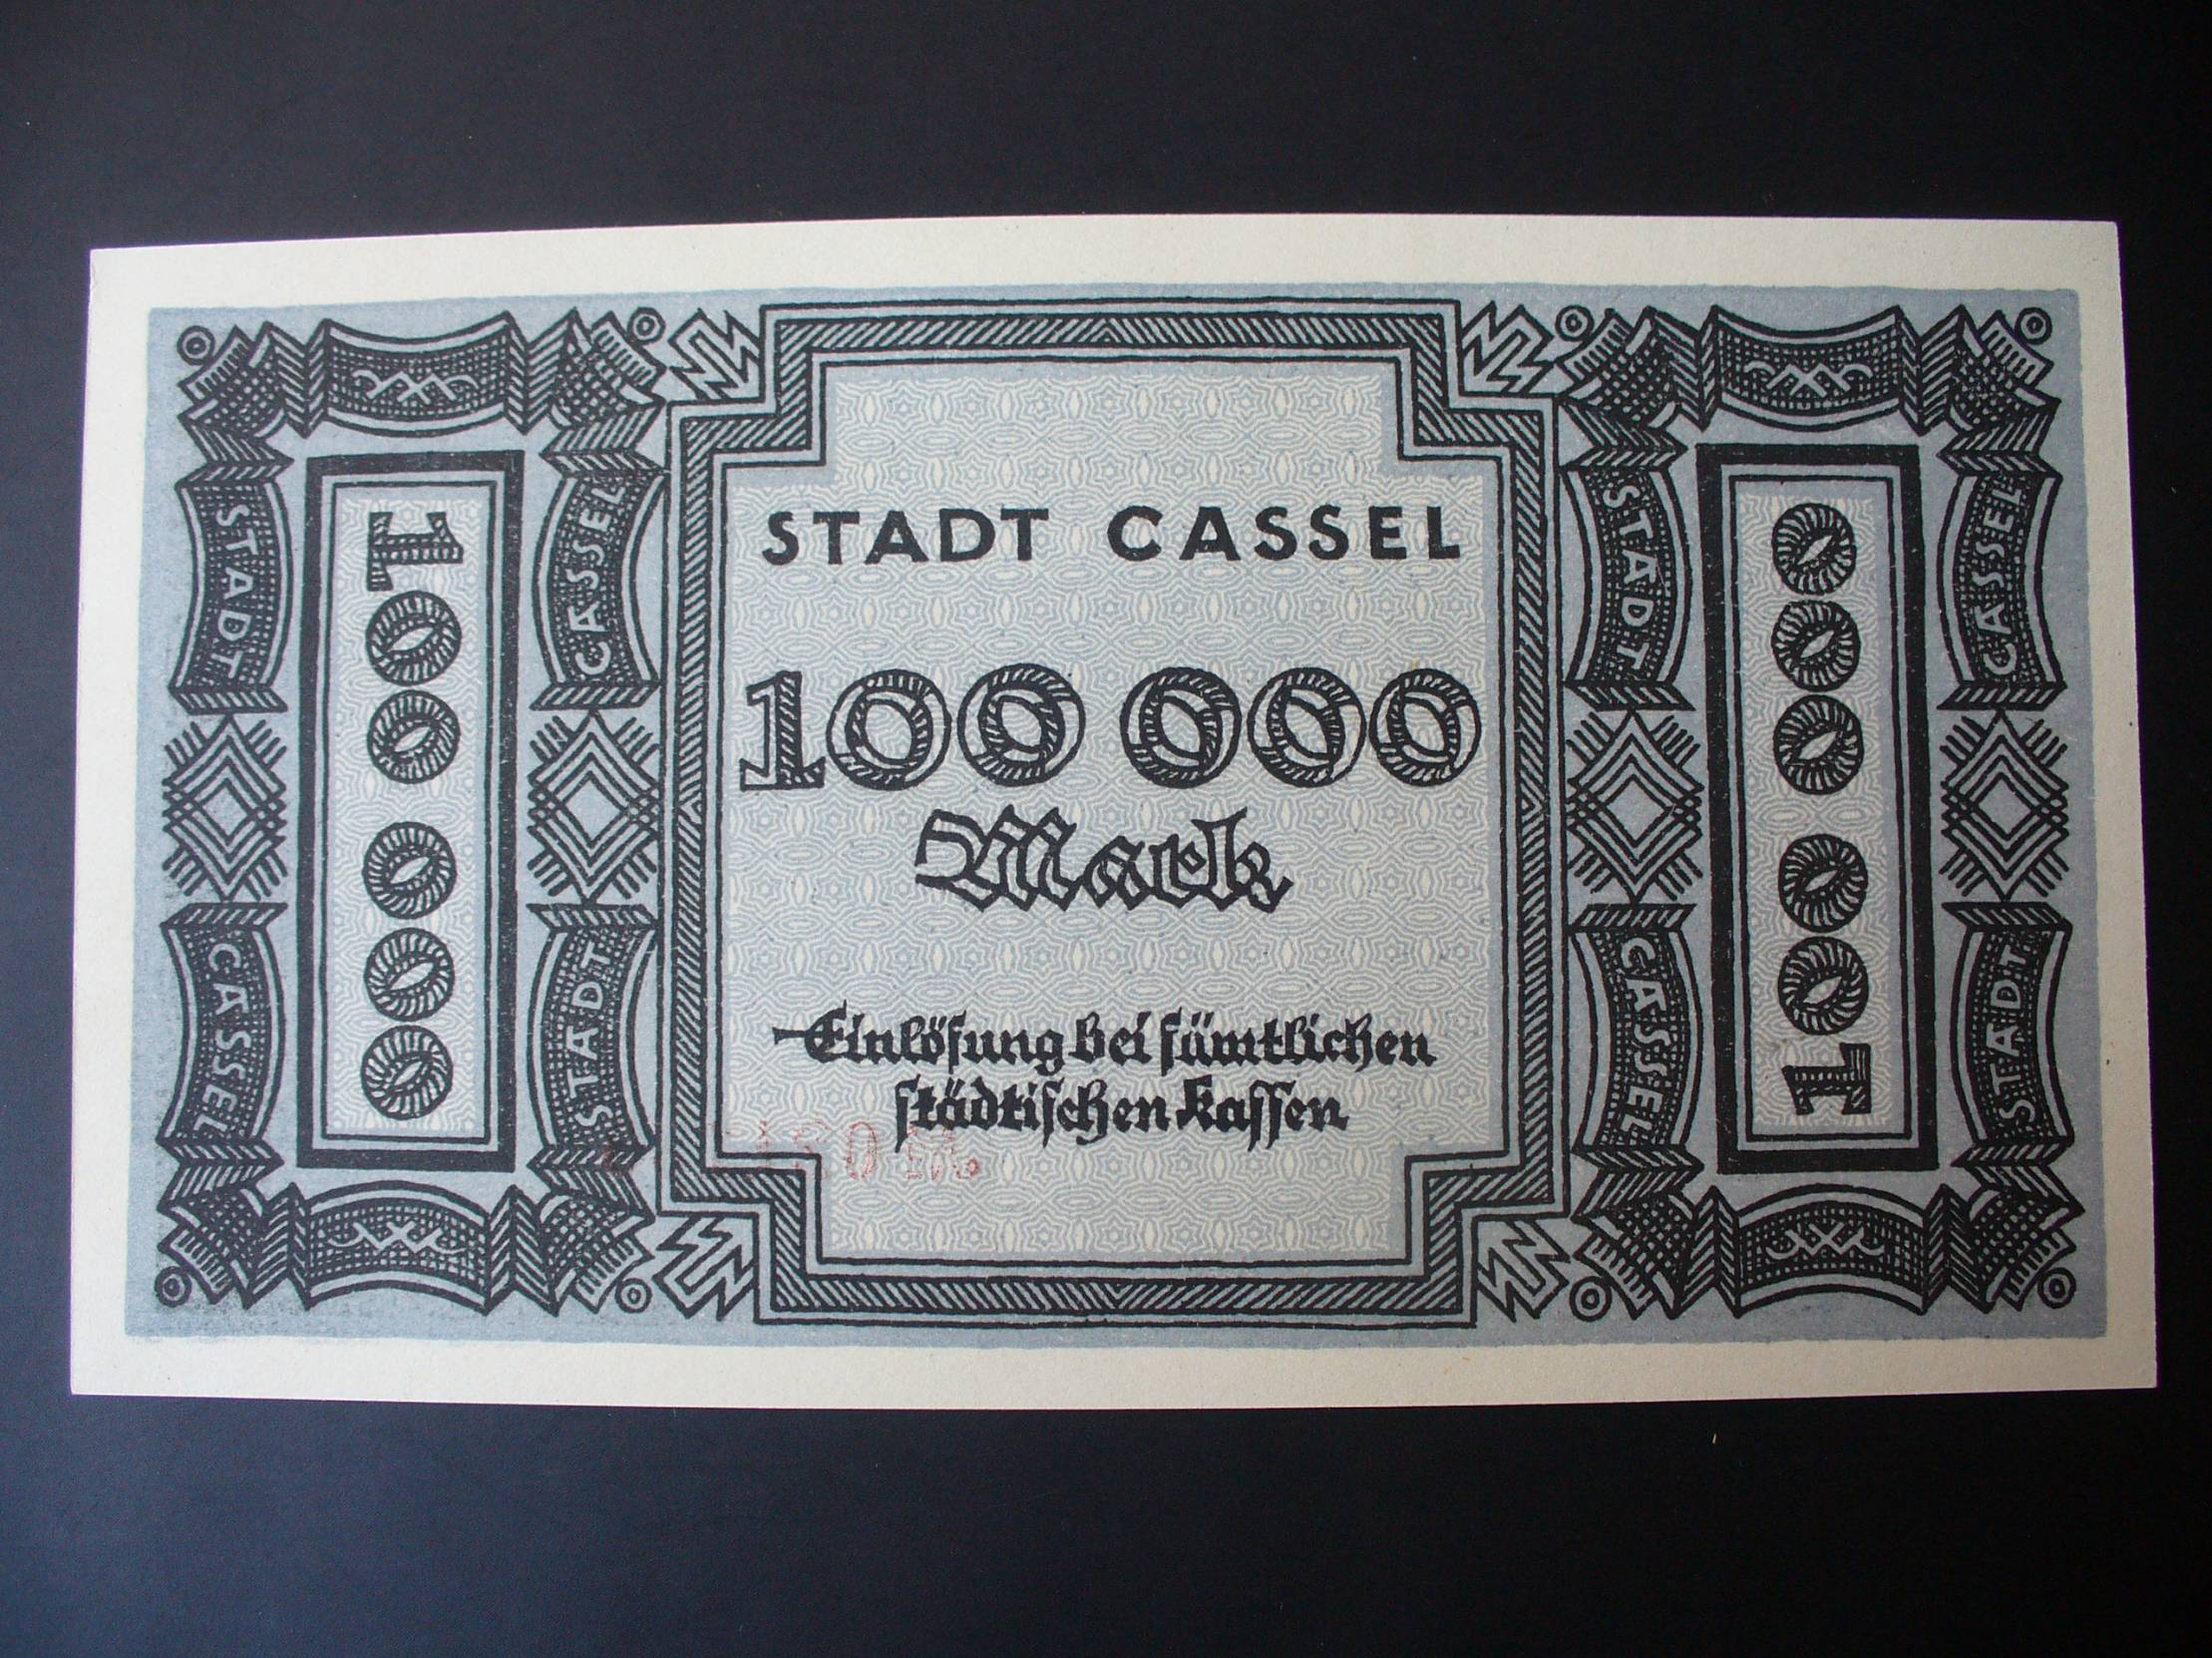 STADT CASSEL
100 000
Mark
Einlösung bei sämtlichen
städtischen Kassen
100 000
STADT
CASSEL
CASSEL
STADT
100 000
STADT
CASSEL
CASSEL
STADT